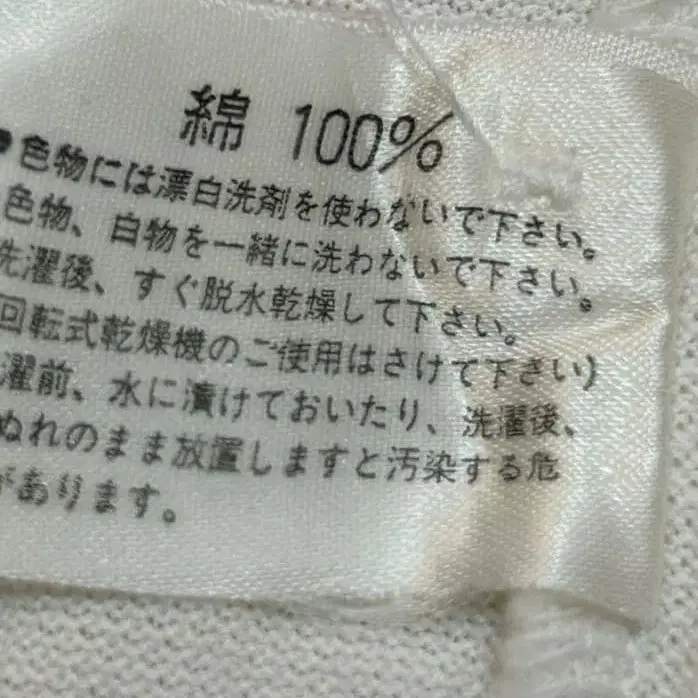 綿 100%
●色物には漂白洗剤を使わないで下さい。
色物、白物を一緒に洗わないで下さい。
洗濯後、すぐ脱水乾燥して下さい。
回転式乾燥機のご使用はさけて下さい)
濯前、水に漬けておいたり、洗濯後、
ぬれのまま放置しますと汚染する危
があります。